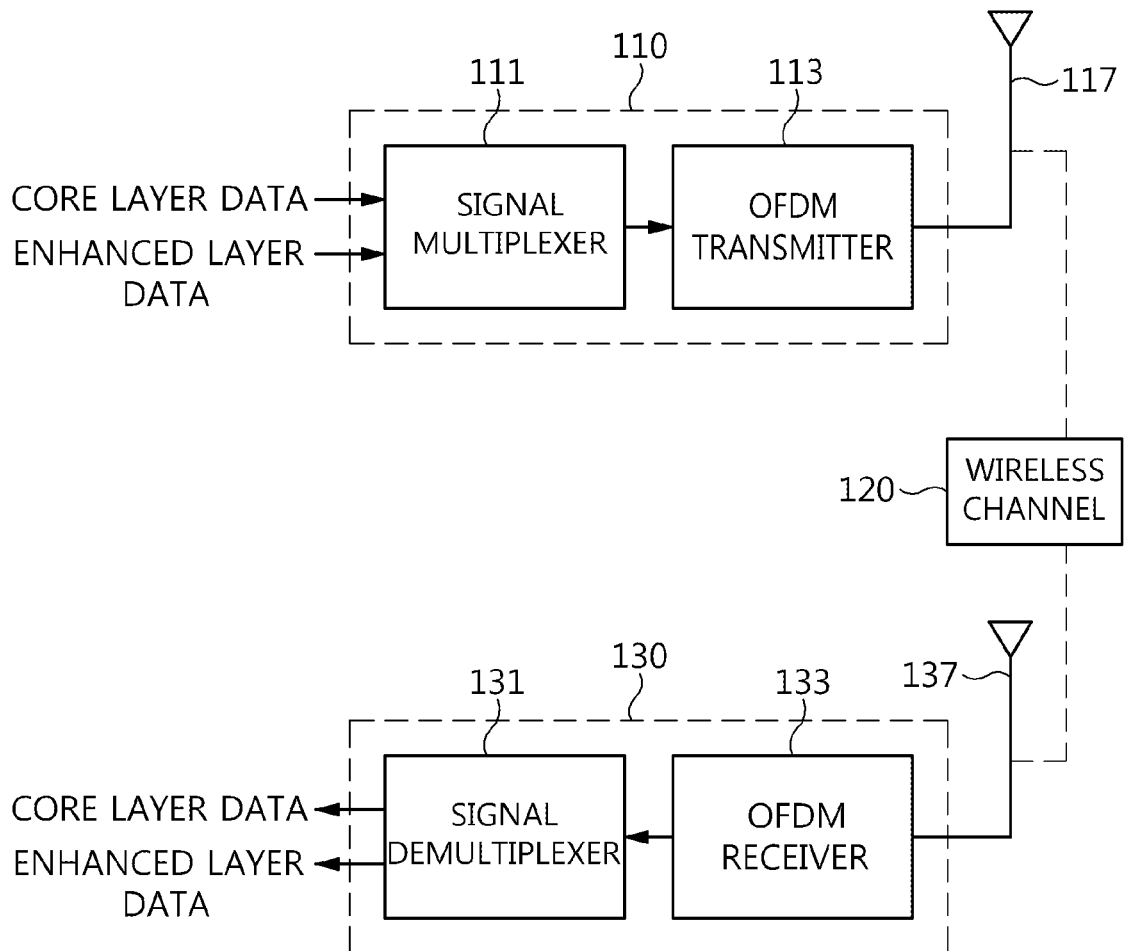 111
110
113
117
CORE LAYER DATA
ENHANCED LAYER
DATA
SIGNAL
MULTIPLEXER
OFDM
TRANSMITTER
120
WIRELESS
CHANNEL
131
130
133
137
CORE LAYER DATA
ENHANCED LAYER
DATA
SIGNAL
DEMULTIPLEXER
OFDM
RECEIVER